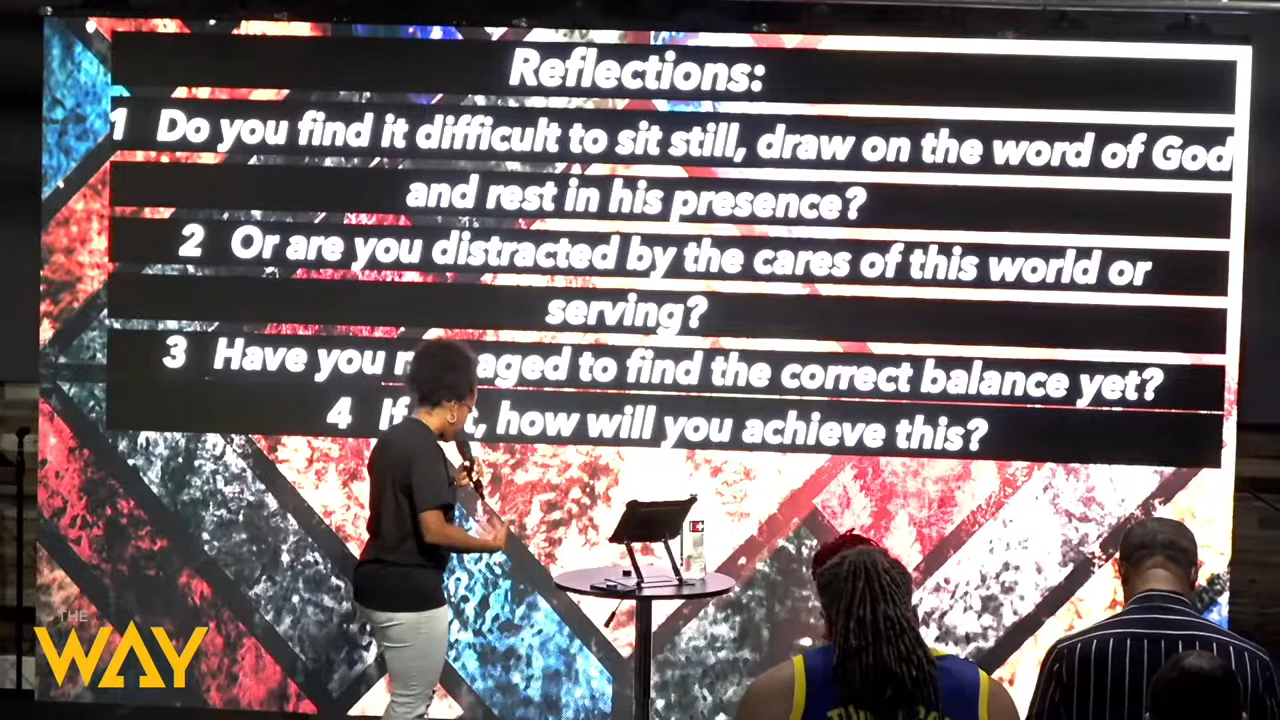 Reflections:
1 Do you find it difficult to sit still, draw on the word of God
and rest in his presence?
2 Or are you distracted by the cares of this world or
serving?
3 Have you aged to find the correct balance yet?
4 If t, how will you achieve this?
THE
WAY